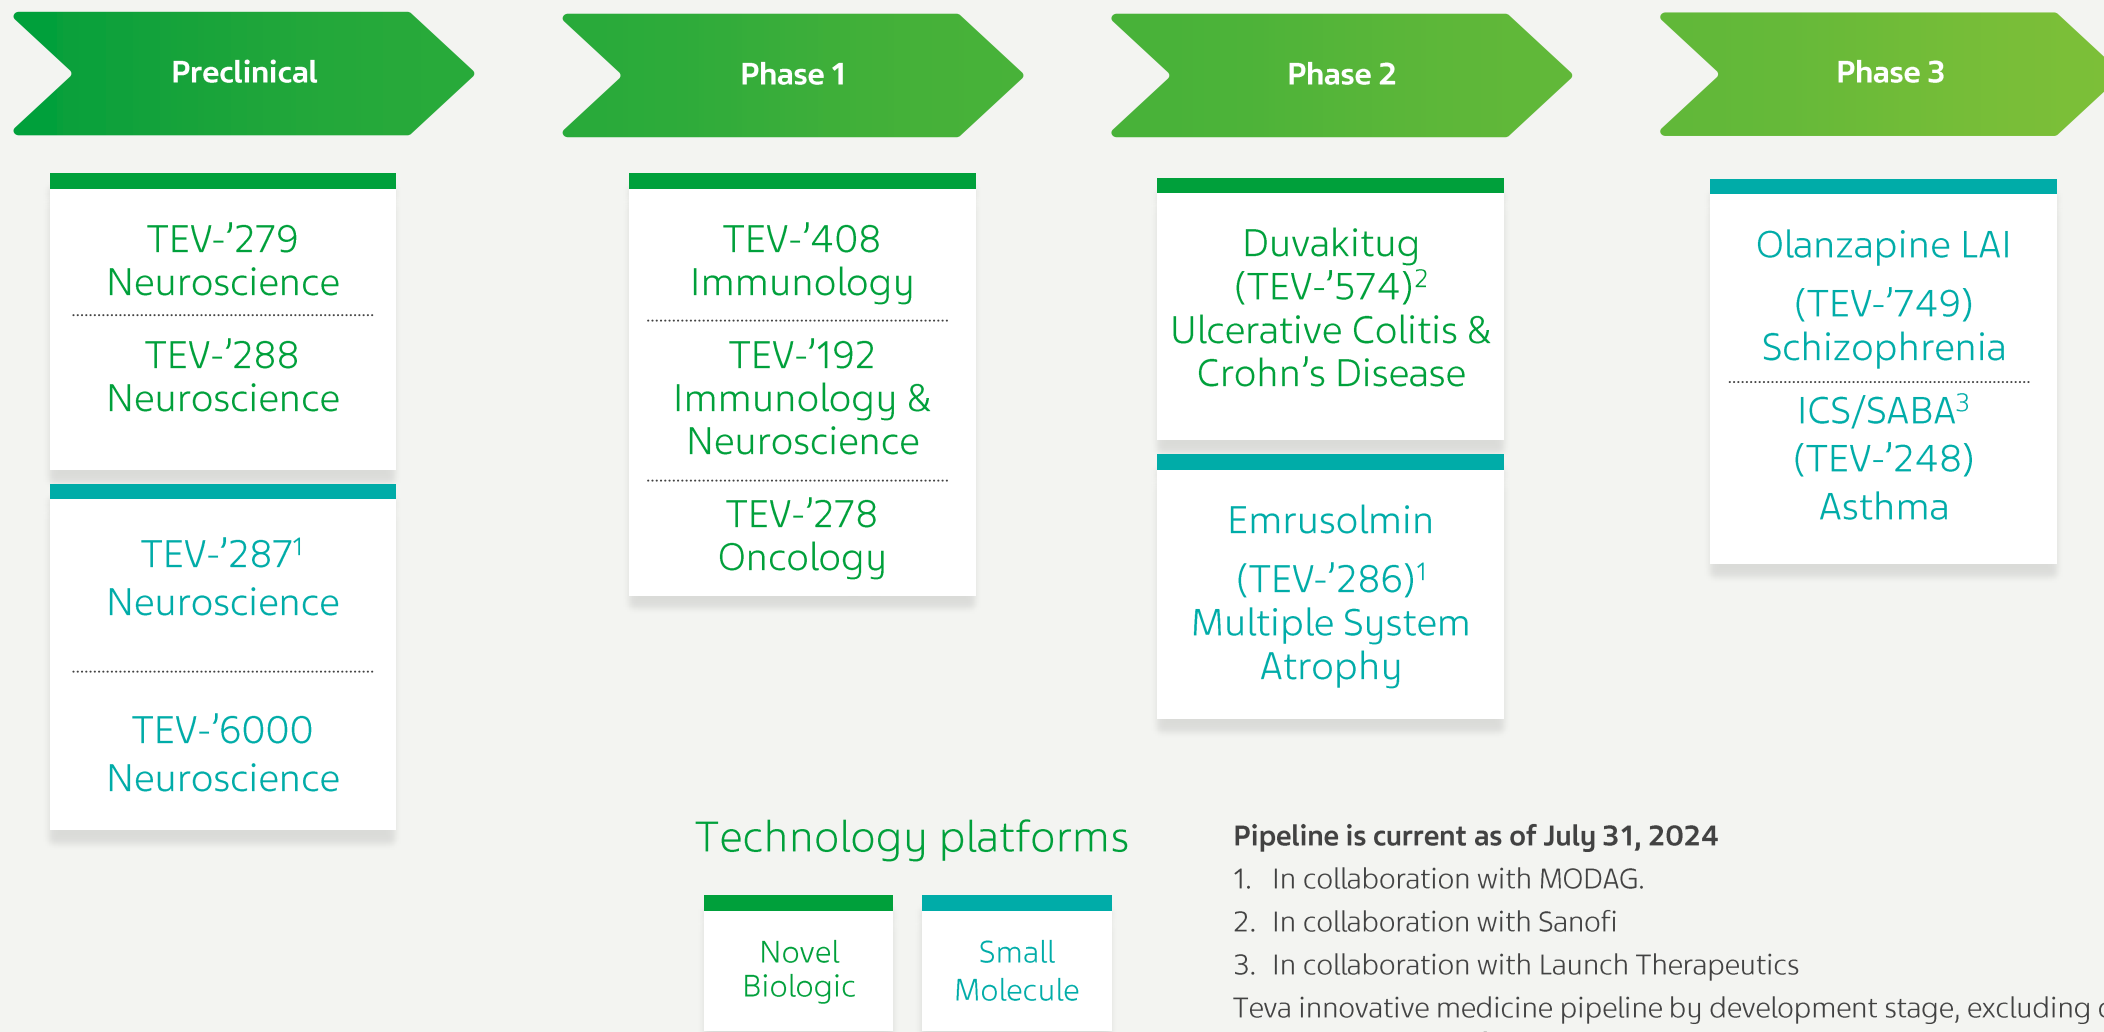 Preclinical
Phase 1
Phase 2
Phase 3
TEV-’279
Neuroscience
TEV-’288
Neuroscience
TEV-’287¹
Neuroscience
TEV-’6000
Neuroscience
TEV-’408
Immunology
TEV-’192
Immunology &
Neuroscience
TEV-’278
Oncology
Duvakitug
(TEV-’574)²
Ulcerative Colitis &
Crohn’s Disease
Emrusolmin
(TEV-’286)¹
Multiple System
Atrophy
Olanzapine LAI
(TEV-’749)
Schizophrenia
ICS/SABA³
(TEV-’248)
Asthma
Technology platforms
Novel
Biologic
Small
Molecule
Pipeline is current as of July 31, 2024
1. In collaboration with MODAG.
2. In collaboration with Sanofi
3. In collaboration with Launch Therapeutics
Teva innovative medicine pipeline by development stage, excluding